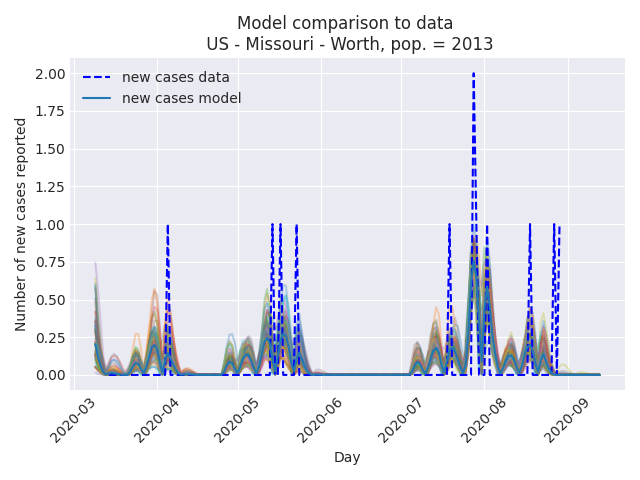 Model comparison to data
US - Missouri - Worth, pop. = 2013
new cases data
new cases model
Number of new cases reported
2.00
1.75
1.50
1.25
1.00
0.75
0.50
0.25
0.00
2020-03
2020-04
2020-05
2020-06
2020-07
2020-08
2020-09
Day